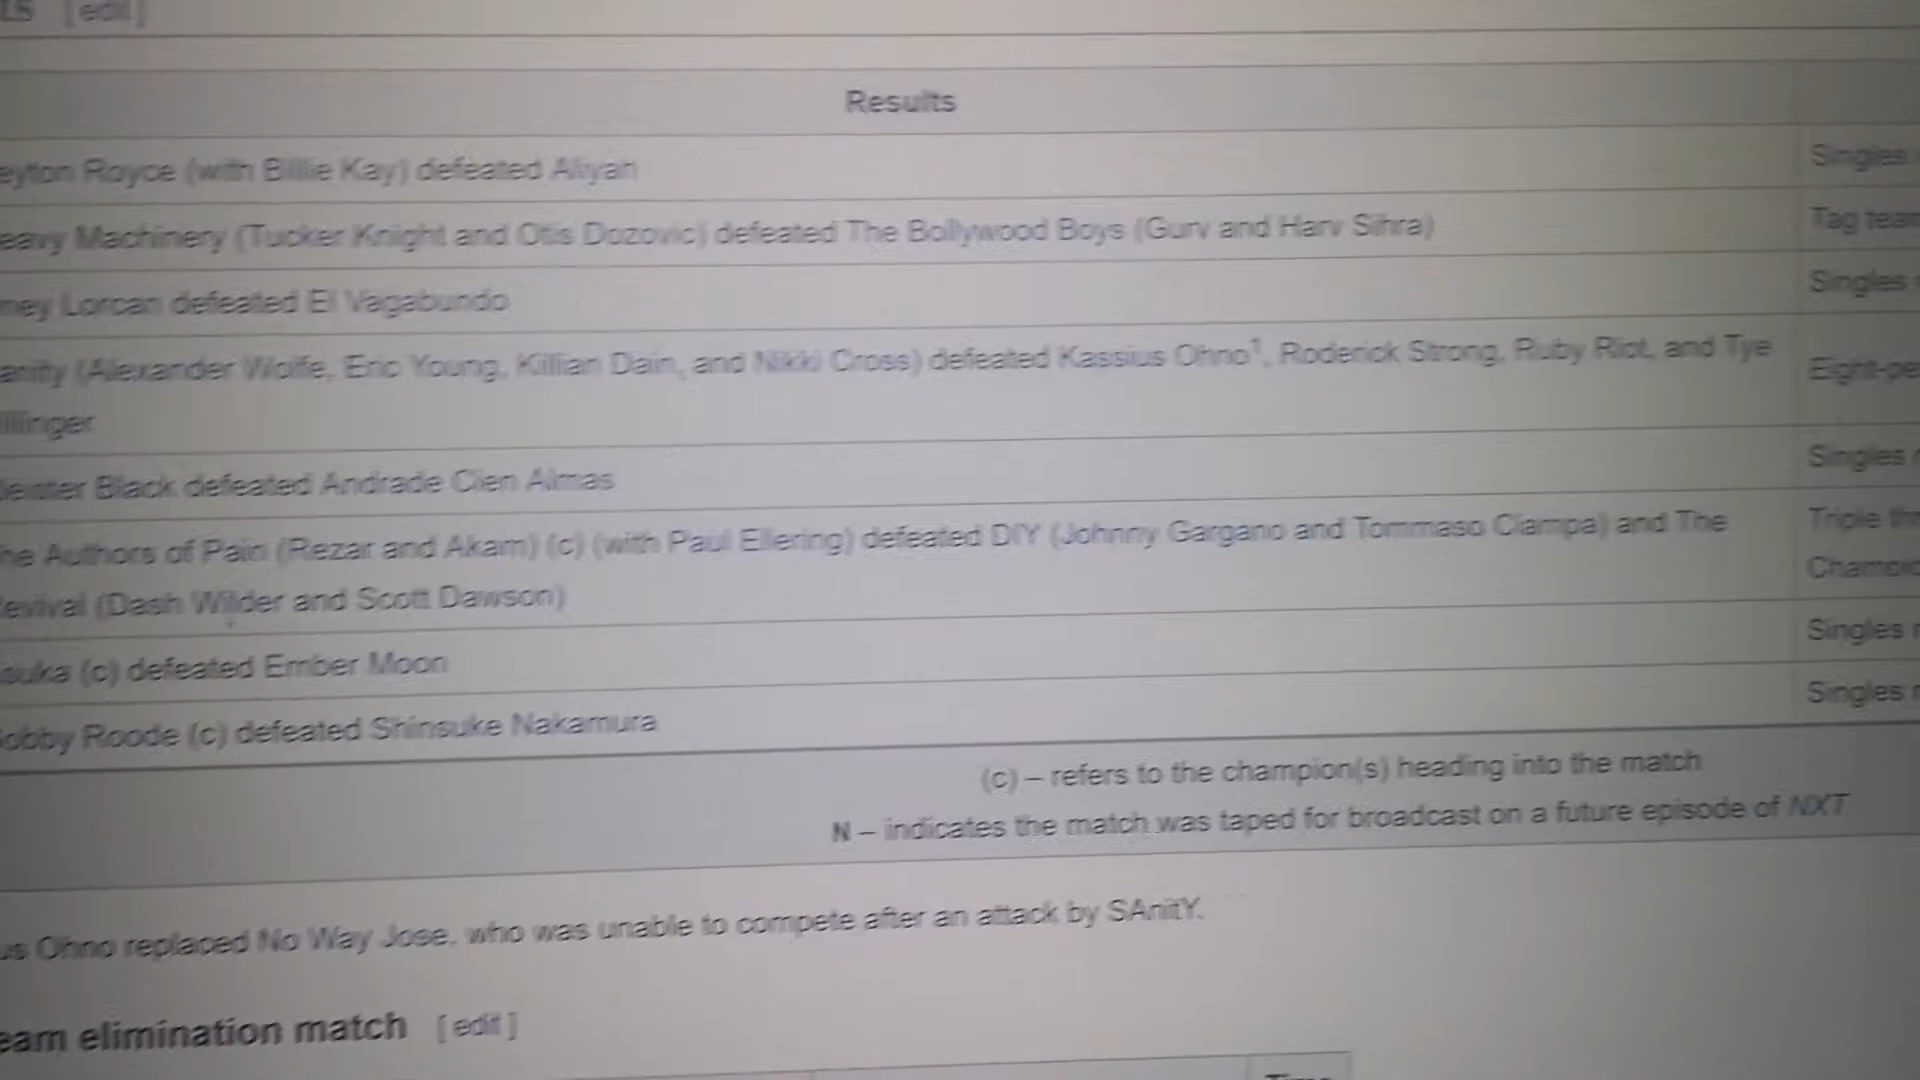 ts [edit]
Results
eyton Royce (with Billie Kay) defeated Aliyah
Singles
eavy Machinery (Tucker Knight and Otis Dozovic) defeated The Bollywood Boys (Gurv and Harv Sihra)
Tag team
ney Lorcan defeated El Vagabundo
Singles
anity (Alexander Wolfe, Eric Young, Killian Dain, and Nikki Cross) defeated Kassius Ohno¹, Roderick Strong, Ruby Riot, and Tye
illinger
Eight-pe
leister Black defeated Andrade Cien Almas
Singles
he Authors of Pain (Rezar and Akam) (c) (with Paul Ellering) defeated DIY (Johnny Gargano and Tommaso Ciampa) and The
evival (Dash Wilder and Scott Dawson)
Triple thr
Champio
suka (c) defeated Ember Moon
Singles
obby Roode (c) defeated Shinsuke Nakamura
Singles
(c) – refers to the champion(s) heading into the match
N – indicates the match was taped for broadcast on a future episode of NXT
us Ohno replaced No Way Jose, who was unable to compete after an attack by SAnitY.
eam elimination match [edit]
Time